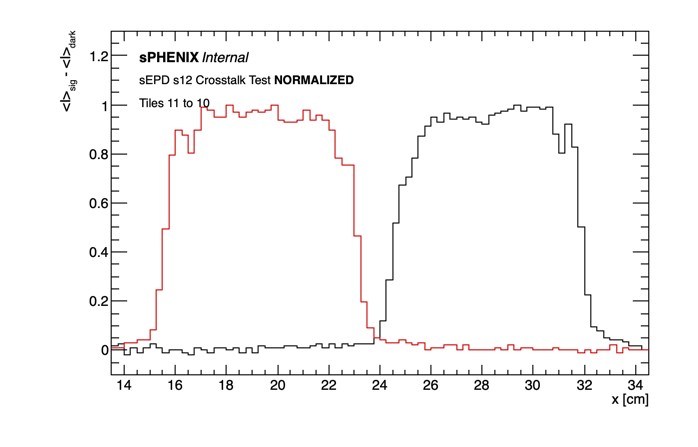 <I>sig - <I>dark
sPHENIX Internal
sEPD s12 Crosstalk Test NORMALIZED
Tiles 11 to 10
1.2
1
0.8
0.6
0.4
0.2
0
14 16 18 20 22 24 26 28 30 32 34
x [cm]